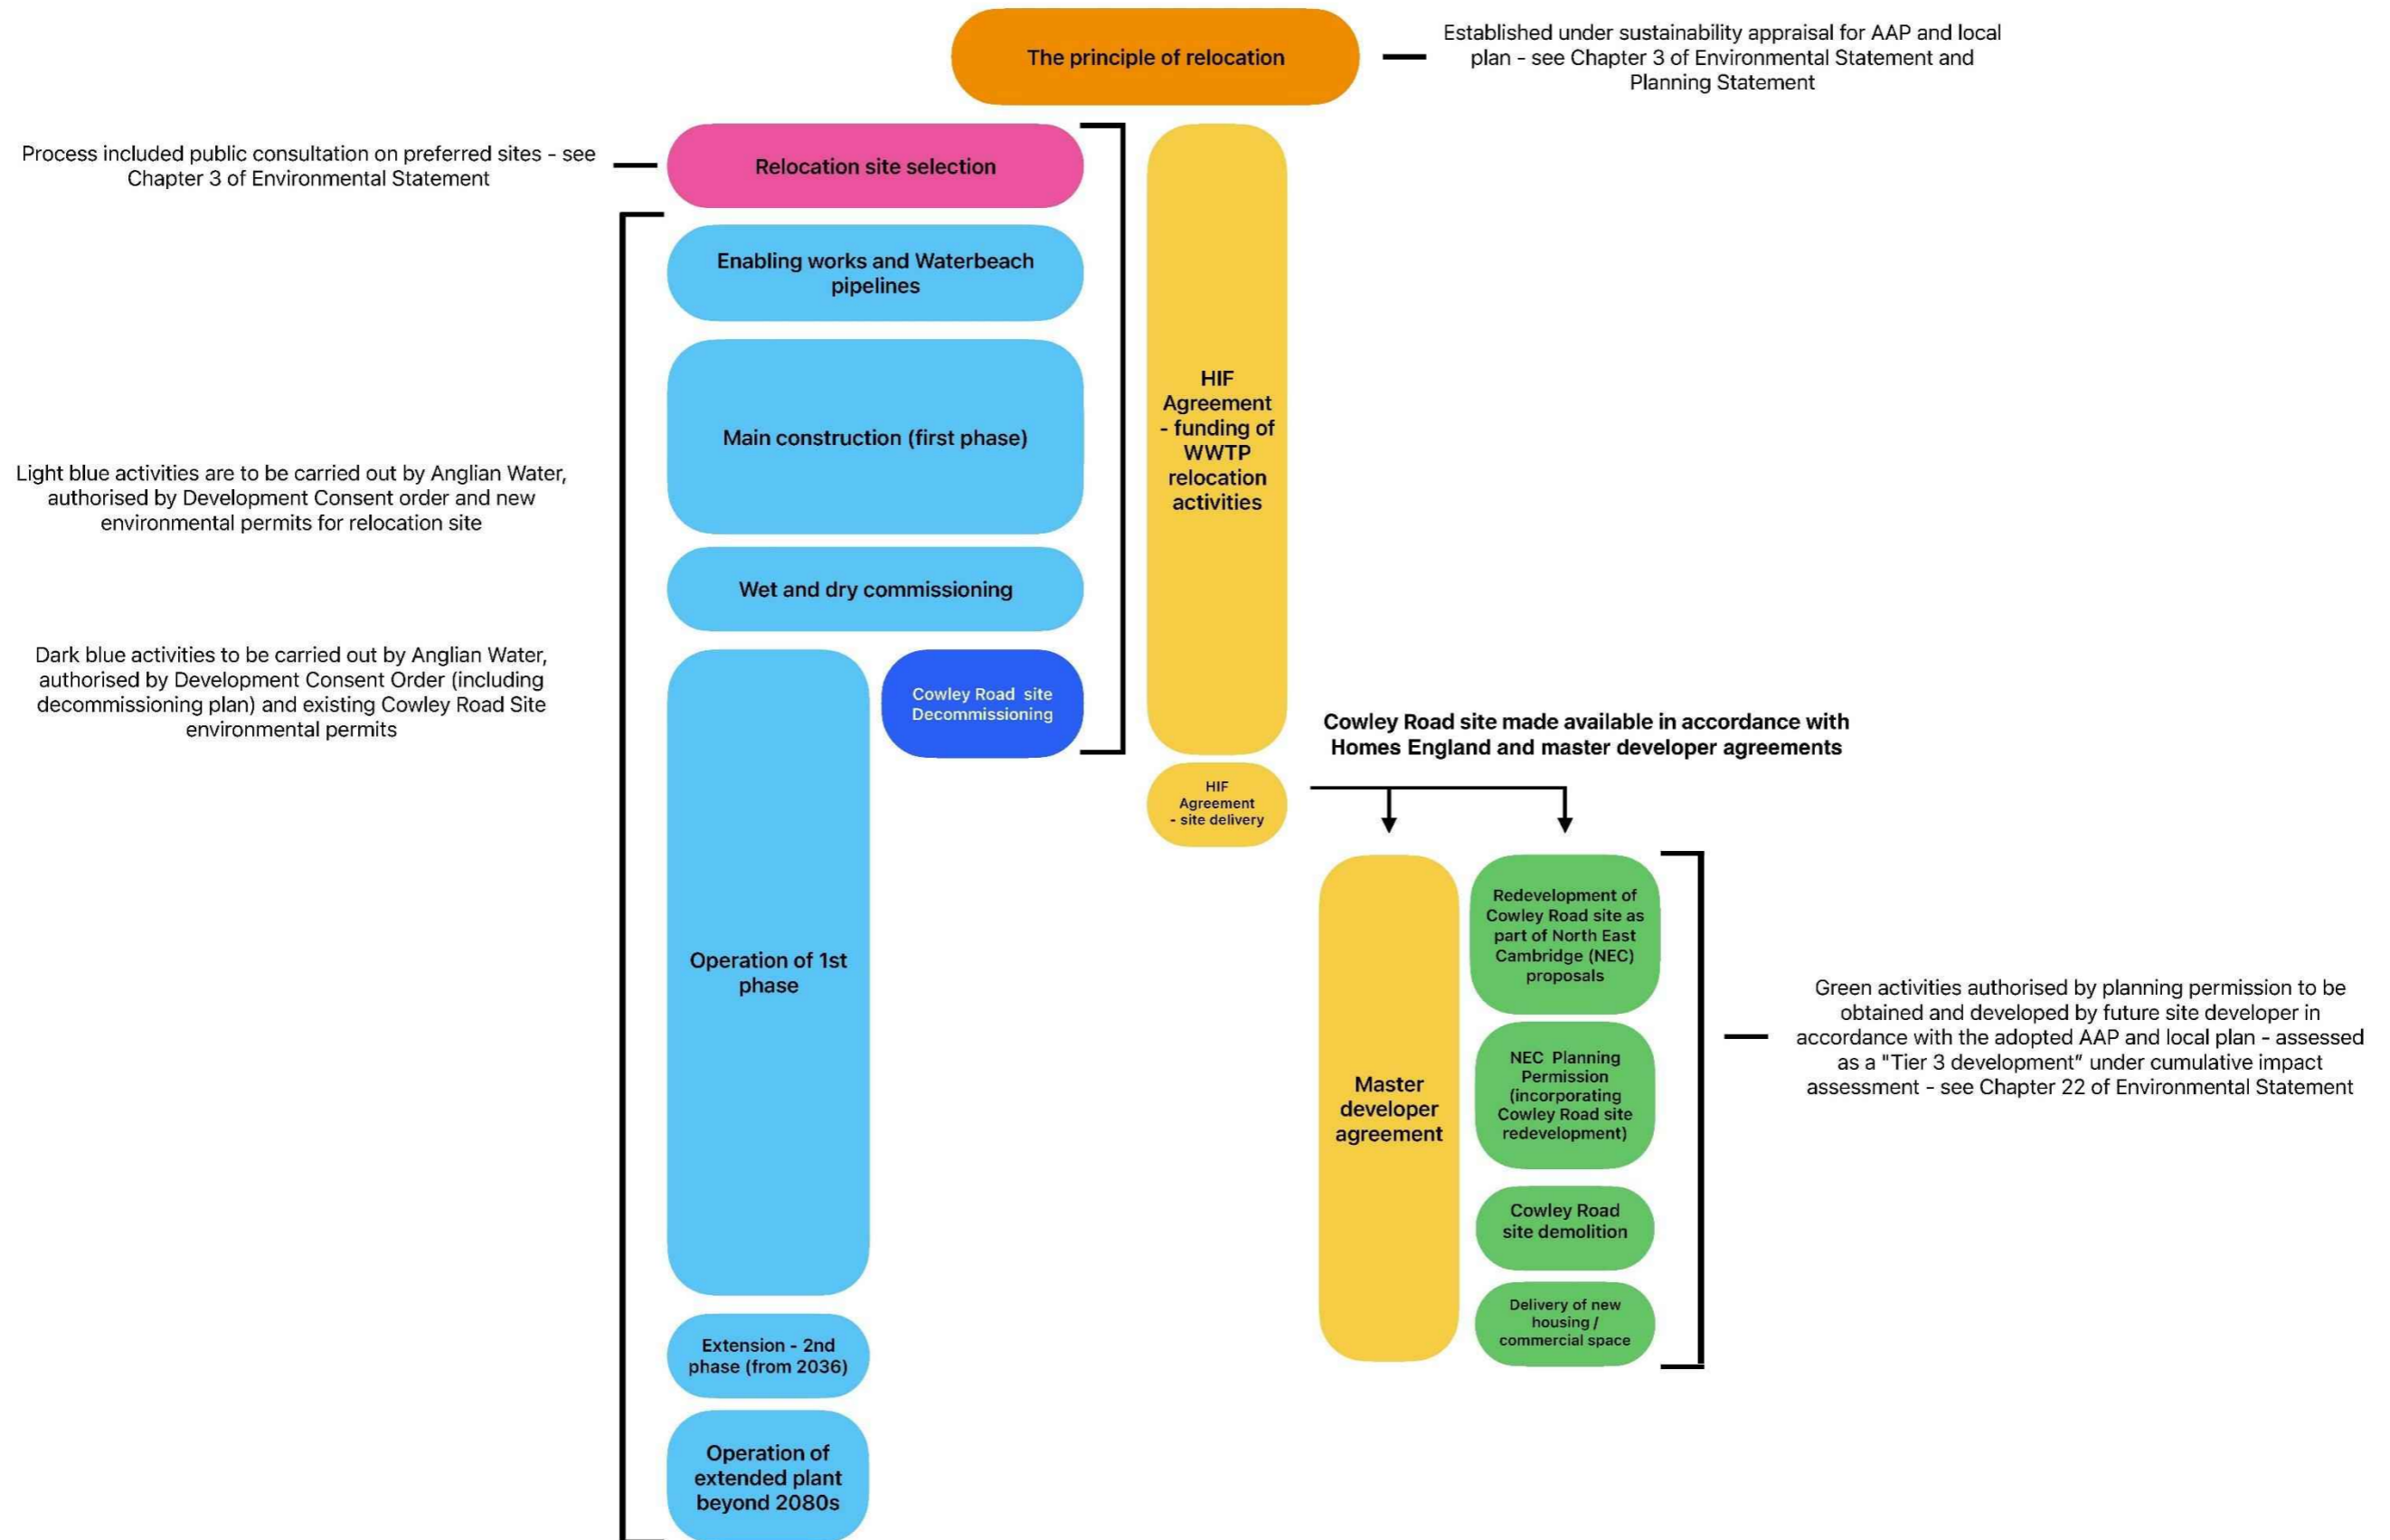 The principle of relocation
Established under sustainability appraisal for AAP and local
plan - see Chapter 3 of Environmental Statement and
Planning Statement
Process included public consultation on preferred sites - see
Chapter 3 of Environmental Statement
Relocation site selection
Enabling works and Waterbeach
pipelines
Main construction (first phase)
HIF
Agreement
- funding of
WWTP
relocation
activities
Light blue activities are to be carried out by Anglian Water,
authorised by Development Consent order and new
environmental permits for relocation site
Wet and dry commissioning
Dark blue activities to be carried out by Anglian Water,
authorised by Development Consent Order (including
decommissioning plan) and existing Cowley Road Site
environmental permits
Cowley Road site
Decommissioning
Cowley Road site made available in accordance with
Homes England and master developer agreements
HIF
Agreement
- site delivery
Operation of 1st
phase
Redevelopment of
Cowley Road site as
part of North East
Cambridge (NEC)
proposals
NEC Planning
Permission
(incorporating
Cowley Road site
redevelopment)
Master
developer
agreement
Green activities authorised by planning permission to be
obtained and developed by future site developer in
accordance with the adopted AAP and local plan - assessed
as a "Tier 3 development" under cumulative impact
assessment - see Chapter 22 of Environmental Statement
Cowley Road
site demolition
Delivery of new
housing /
commercial space
Extension - 2nd
phase (from 2036)
Operation of
extended plant
beyond 2080s